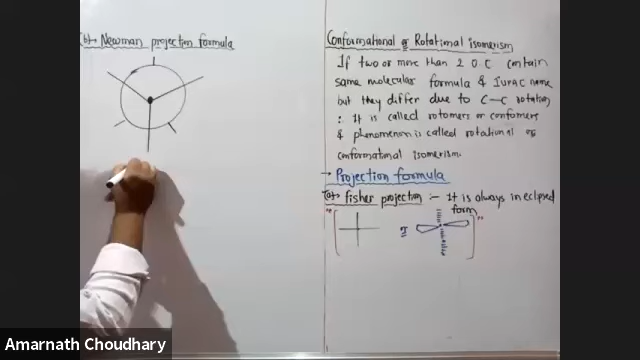 (b)→ Newman projection formula
Conformational or Rotational isomerism
If two or more than 2 O C contain
same molecular formula & IUPAC name
but they differ due to C–C rotation
∴ It is called rotomers or confomers
& phenomenon is called rotational or
conformational isomerism.
→ Projection formula
(a)→ Fisher projection :- It is always in eclipsed
form
Amarnath Choudhary